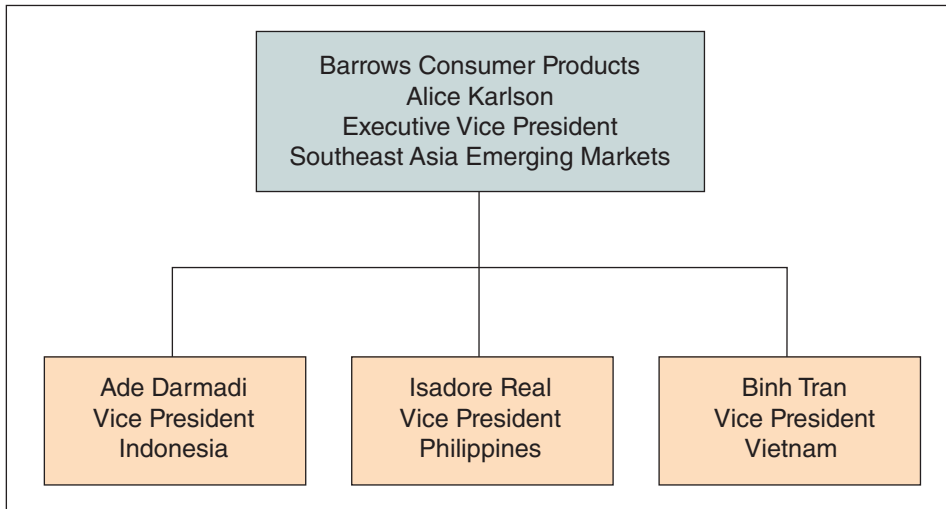 Barrows Consumer Products
Alice Karlson
Executive Vice President
Southeast Asia Emerging Markets
Ade Darmadi
Vice President
Indonesia
Isadore Real
Vice President
Philippines
Binh Tran
Vice President
Vietnam